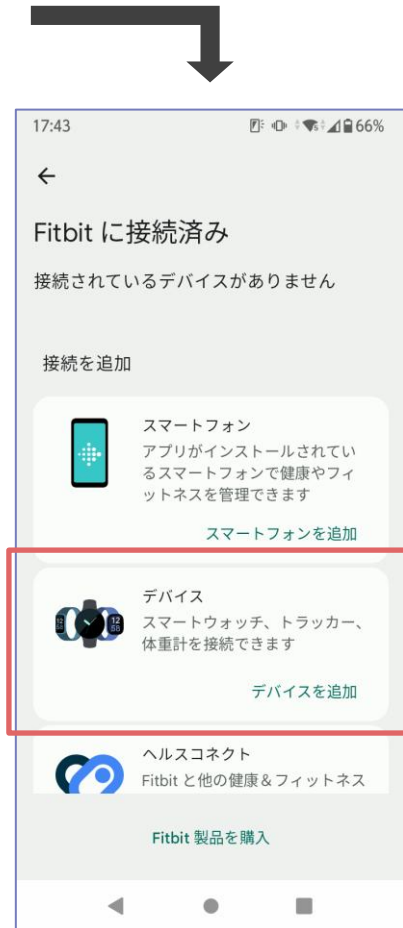 17:43
66%
Fitbit に接続済み
接続されているデバイスがありません
接続を追加
スマートフォン
アプリがインストールされてい
るスマートフォンで健康やフィ
ットネスを管理できます
スマートフォンを追加
デバイス
スマートウォッチ、トラッカー、
体重計を接続できます
デバイスを追加
ヘルスコネクト
Fitbit と他の健康＆フィットネス
Fitbit 製品を購入